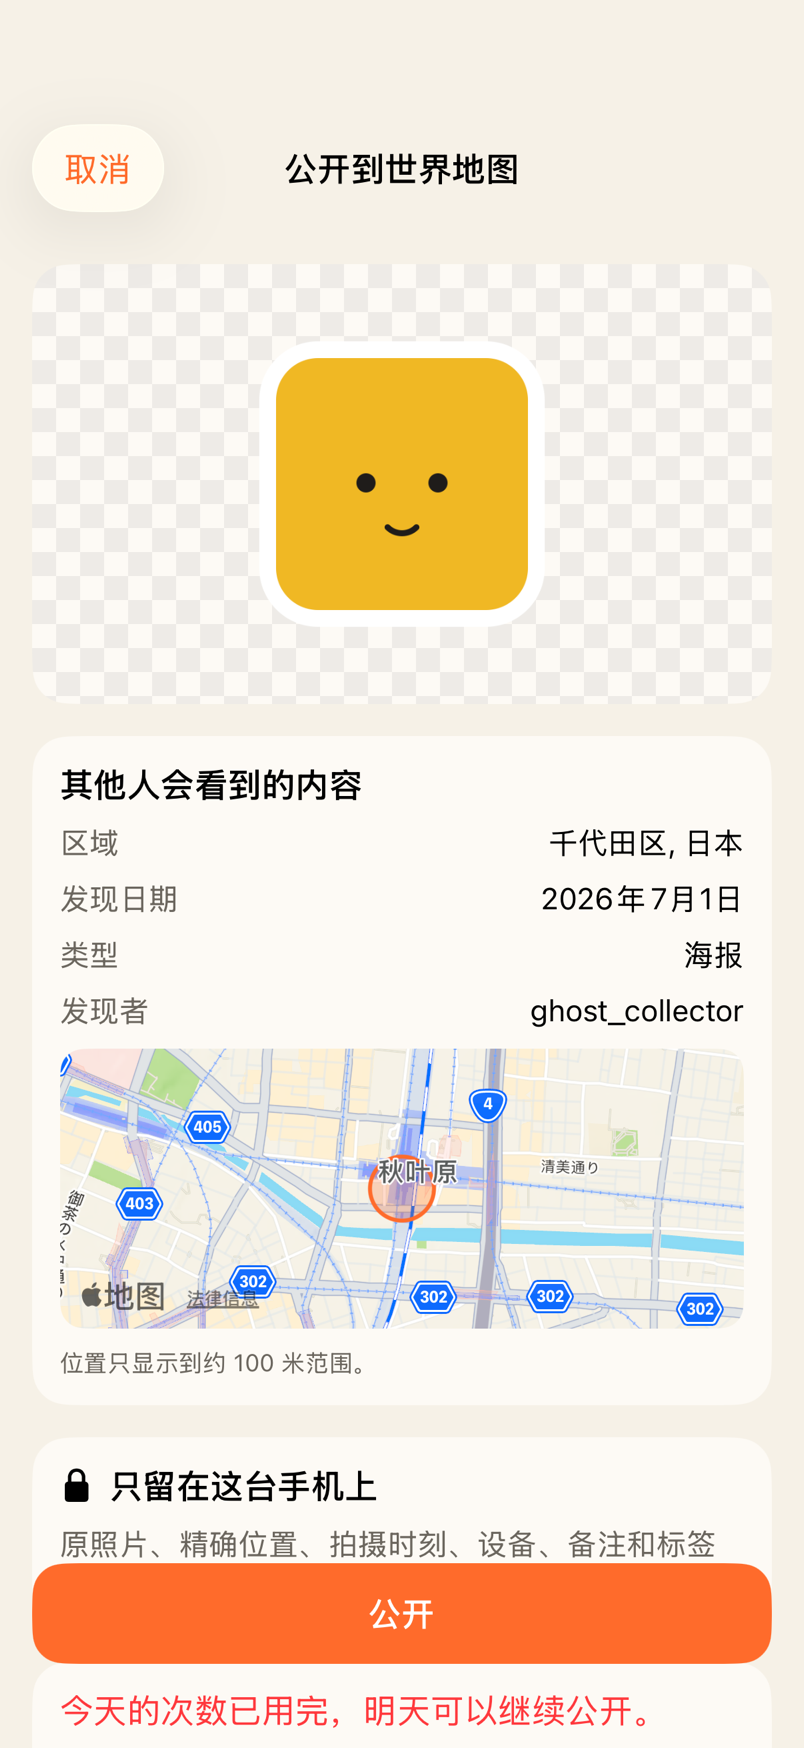 取消
公开到世界地图
其他人会看到的内容
区域
千代田区, 日本
发现日期
2026年7月1日
类型
海报
发现者
ghost_collector
4
405
秋叶原
清美通り
403
302
地图
法律信息
302
302
302
位置只显示到约 100 米范围。
只留在这台手机上
原照片、精确位置、拍摄时刻、设备、备注和标签
公开
今天的次数已用完，明天可以继续公开。